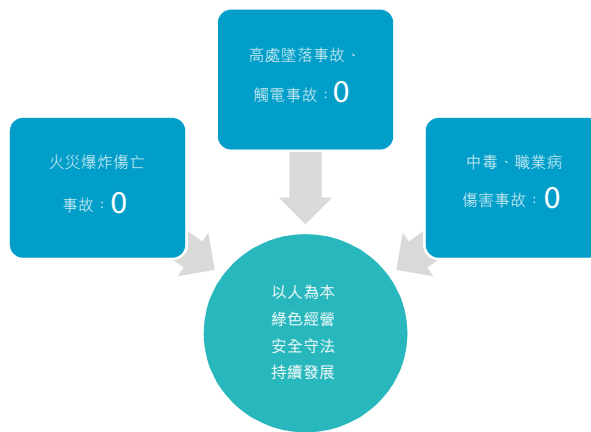 高處墜落事故、
觸電事故：0
火災爆炸傷亡
事故：0
中毒、職業病
傷害事故：0
以人為本
綠色經營
安全守法
持續發展